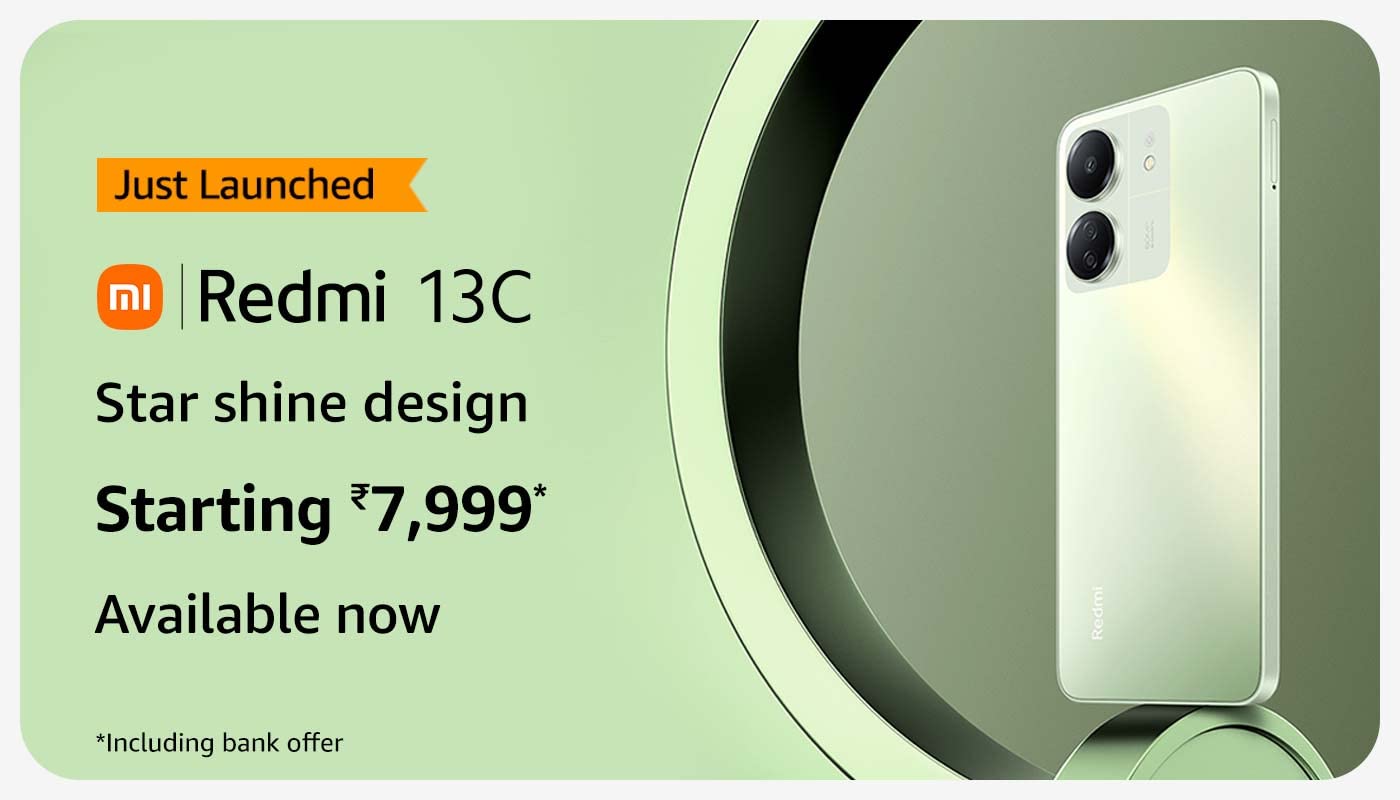 Just Launched
mi | Redmi 13C
Star shine design
Starting ₹7,999*
Available now
*Including bank offer
Redmi